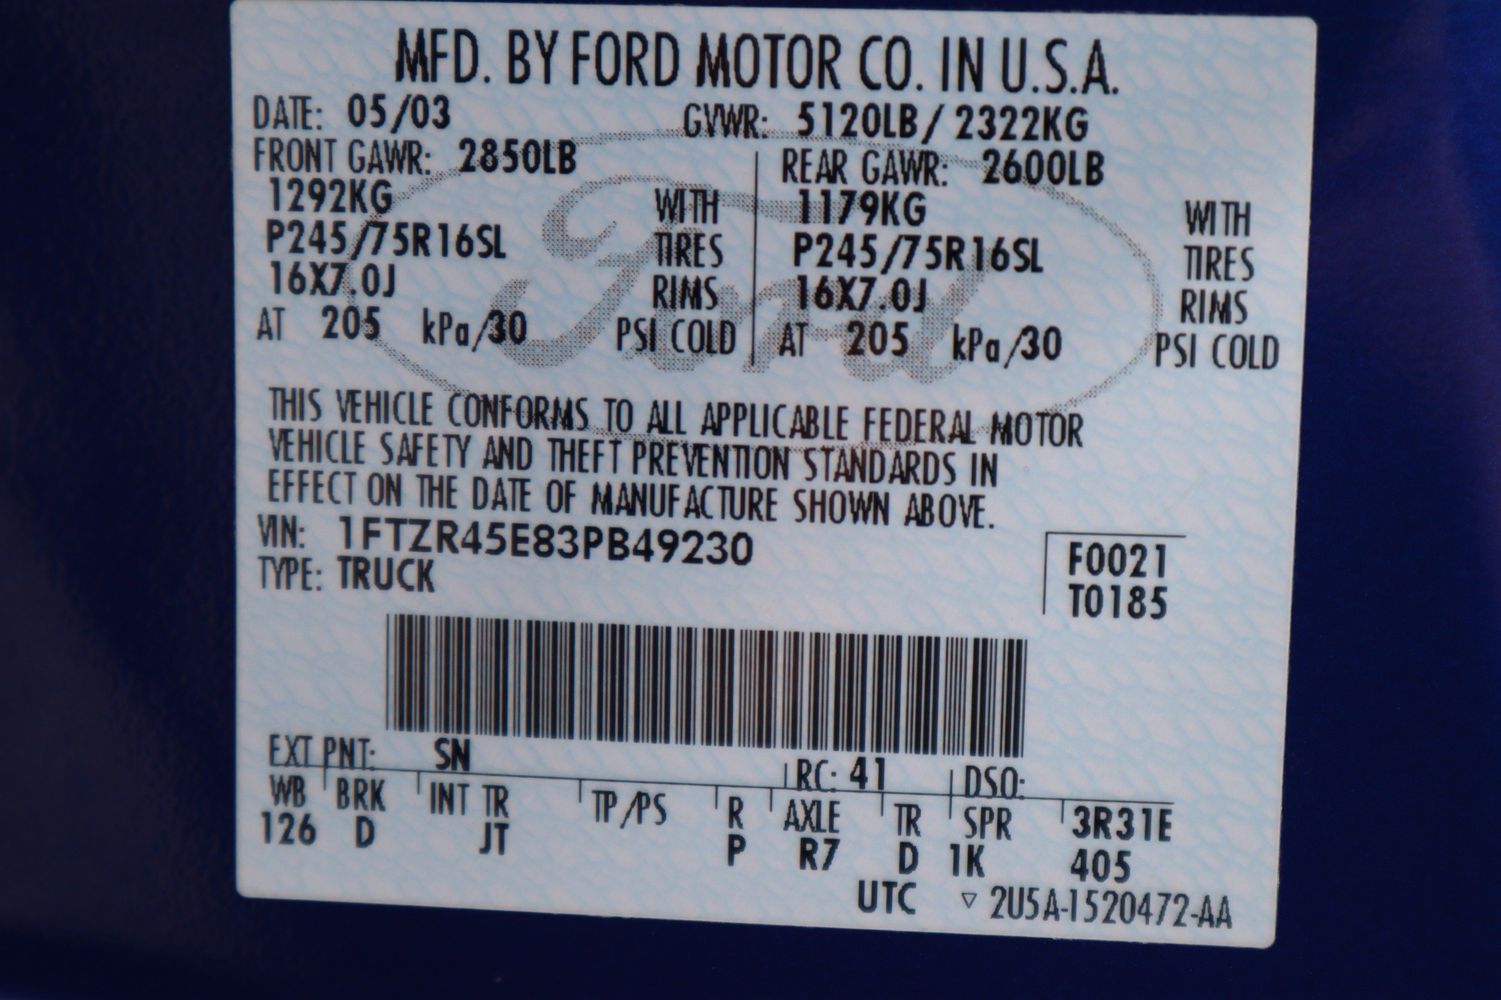 MFD. BY FORD MOTOR CO. IN U.S.A.
DATE: 05/03 GVWR: 5120LB/2322KG
FRONT GAWR: 2850LB REAR GAWR: 2600LB
1292KG WITH 1179KG WITH
P245/75R16SL TIRES P245/75R16SL TIRES
16X7.0J RIMS 16X7.0J RIMS
AT 205 kPa/30 PSI COLD AT 205 kPa/30 PSI COLD
Ford
THIS VEHICLE CONFORMS TO ALL APPLICABLE FEDERAL MOTOR
VEHICLE SAFETY AND THEFT PREVENTION STANDARDS IN
EFFECT ON THE DATE OF MANUFACTURE SHOWN ABOVE.
VIN: 1FTZR45E83PB49230
TYPE: TRUCK
F0021
T0185
EXT PNT: SN RC: 41 DSO:
WB BRK INT TR TP/PS R AXLE TR SPR 3R31E
126 D JT P R7 D 1K 405
UTC ▽ 2U5A-1520472-AA